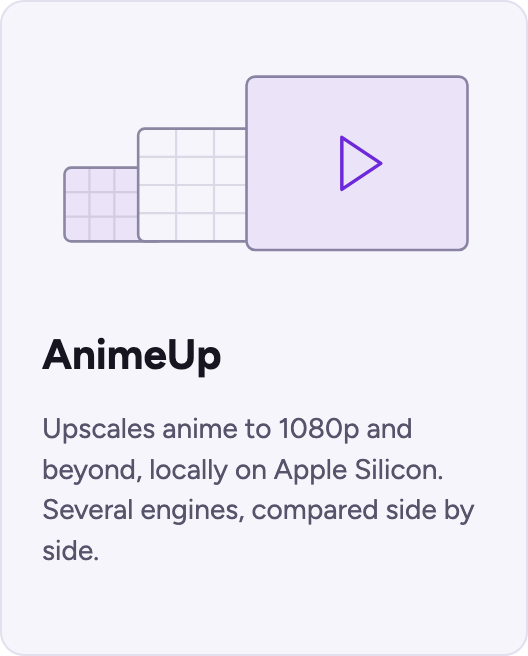 AnimeUp
Upscales anime to 1080p and
beyond, locally on Apple Silicon.
Several engines, compared side by
side.